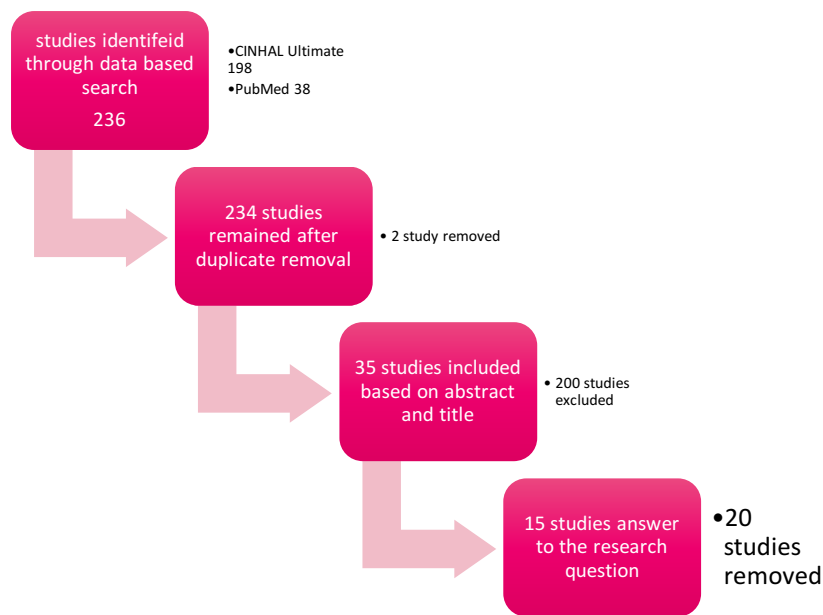 studies identifeid
through data based
search
236
•CINHAL Ultimate
198
•PubMed 38
234 studies
remained after
duplicate removal
• 2 study removed
35 studies included
based on abstract
and title
• 200 studies
excluded
15 studies answer
to the research
question
•20
studies
removed